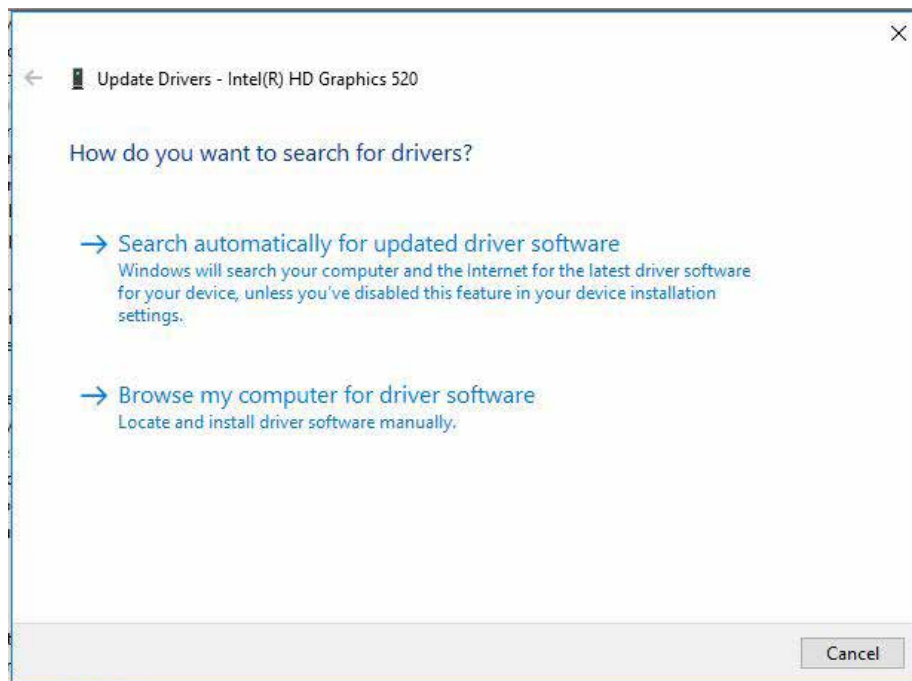 Update Drivers - Intel(R) HD Graphics 520
How do you want to search for drivers?
Search automatically for updated driver software
Windows will search your computer and the Internet for the latest driver software
for your device, unless you've disabled this feature in your device installation
settings.
Browse my computer for driver software
Locate and install driver software manually.
Cancel